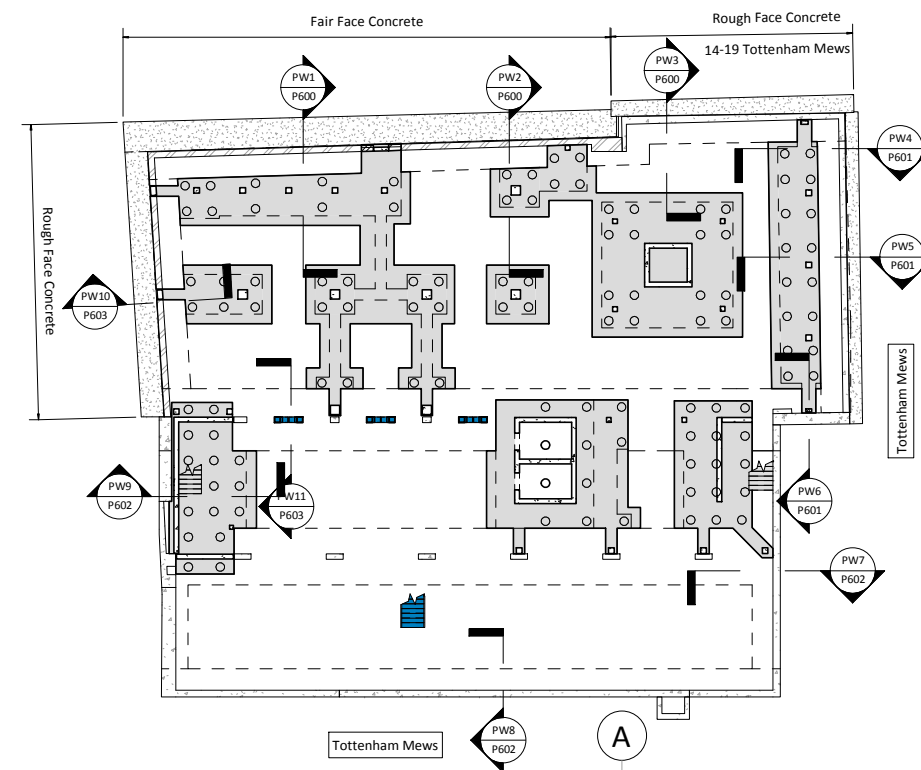 Fair Face Concrete
Rough Face Concrete
14-19 Tottenham Mews
PW1
P600
PW2
P600
PW3
P600
PW4
P601
Rough Face Concrete
PW5
P601
PW10
P603
Tottenham Mews
PW9
P602
PW11
P603
PW6
P601
PW7
P602
PW8
P602
Tottenham Mews
A